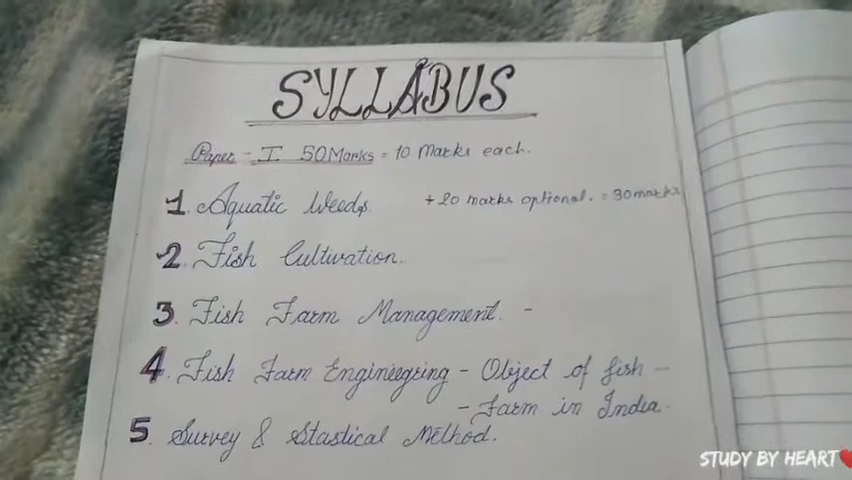 SYLLABUS
Paper - I 50 Marks = 10 Marks each.
1. Aquatic Weeds + 20 marks optional. = 30 marks
2. Fish Cultivation.
3. Fish Farm Management. -
4. Fish Farm Engineegring - Object of fish -
- Farm in India.
5. Survey & Stastical Method.
STUDY BY HEART❤️